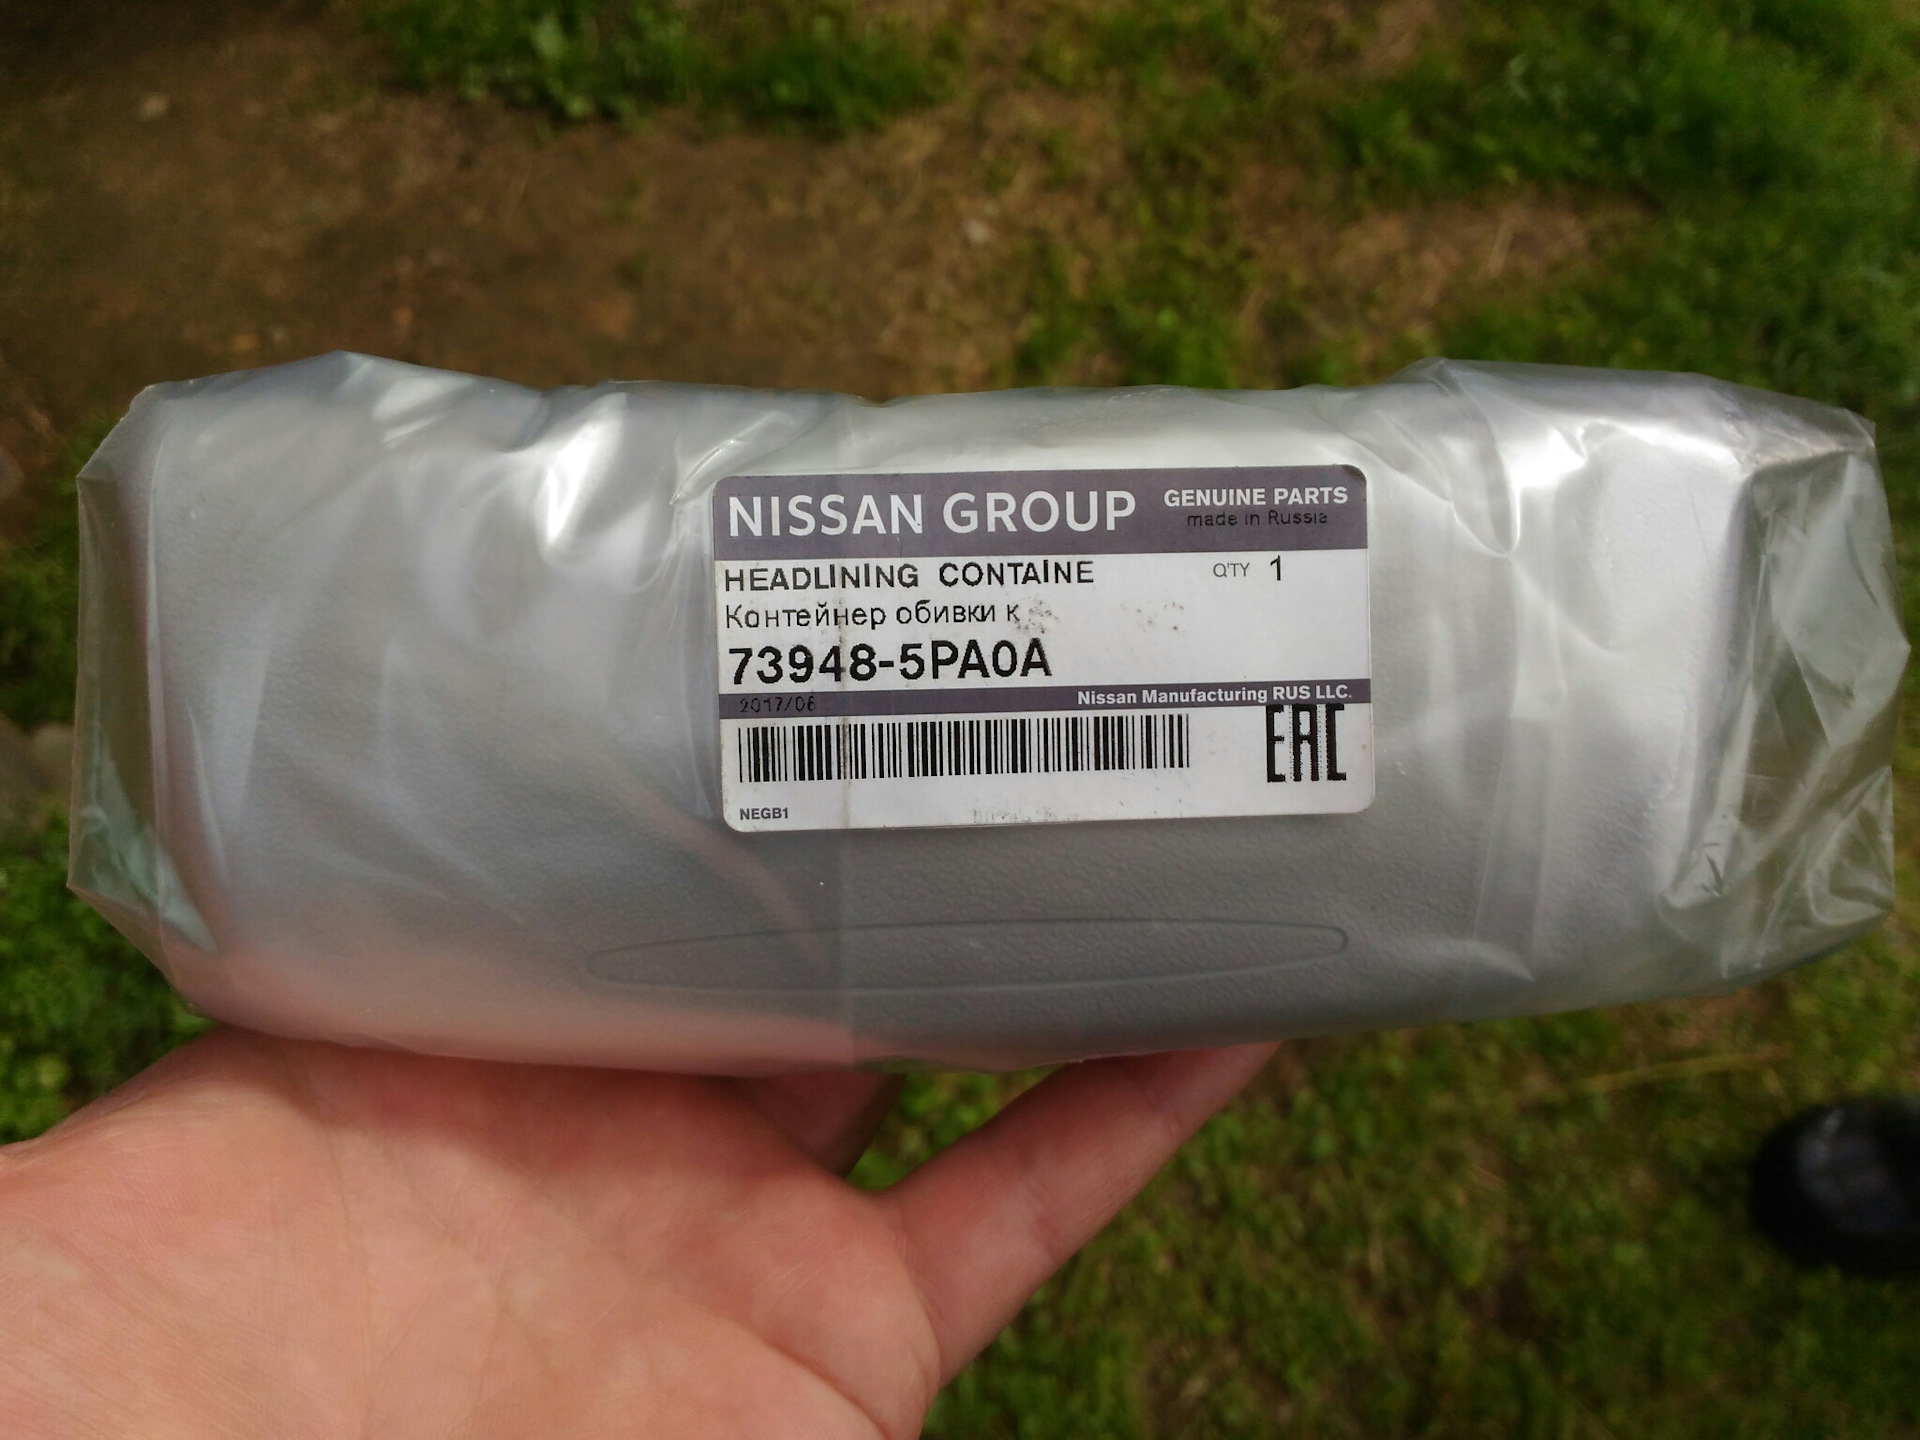 NISSAN GROUP
GENUINE PARTS
made in Russia
HEADLINING CONTAINE
Q'TY 1
Контейнер обивки к
73948-5PA0A
2017/06
Nissan Manufacturing RUS LLC.
EAC
NEGB1